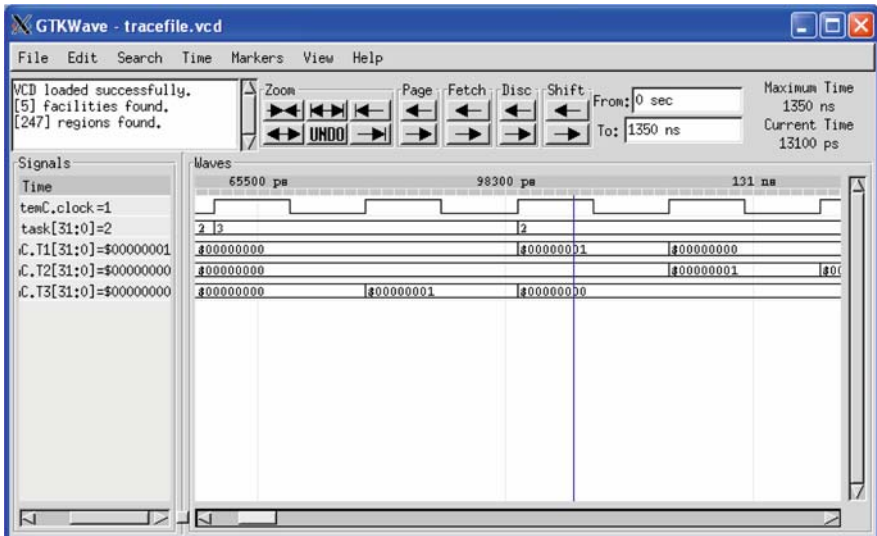 GTKWave - tracefile.vcd
File Edit Search Time Markers View Help
VCD loaded successfully.
[5] facilities found.
[247] regions found.
Zoom
UNDO
Page
Fetch
Disc
Shift
From: 0 sec
To: 1350 ns
Maximum Time
1350 ns
Current Time
13100 ps
Signals
Waves
Time
65500 ps 98300 ps 131 ns
temC.clock=1
task[31:0]=2
2 3 2
C.T1[31:0]=$00000001
$00000000 $00000001 $00000000
C.T2[31:0]=$00000000
$00000000 $00000001 $00
C.T3[31:0]=$00000000
$00000000 $00000001 $00000000